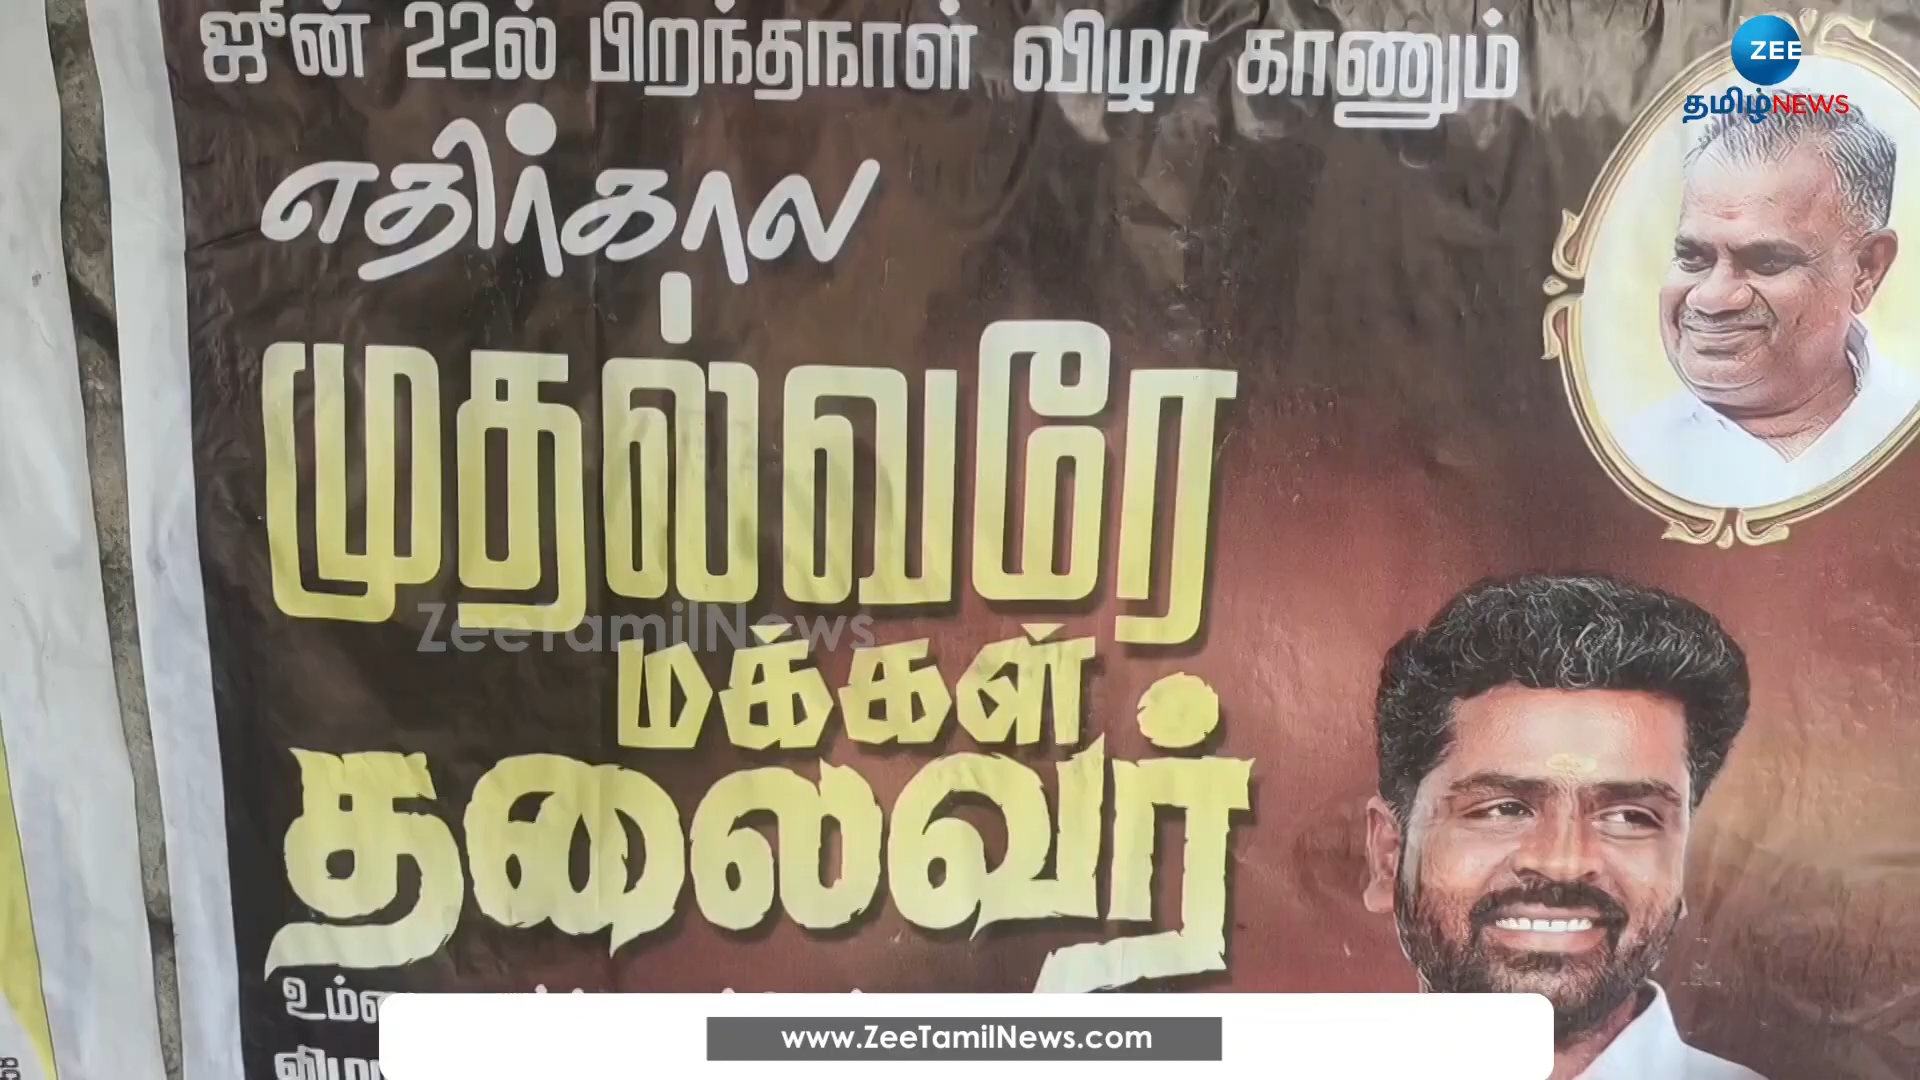 ஜூன் 22ல் பிறந்தநாள் விழா காணும்
ZEE
தமிழ்NEWS
எதிர்கால
முதல்வரே
ZeeTamilNews
மக்கள்
தலைவர்
www.ZeeTamilNews.com